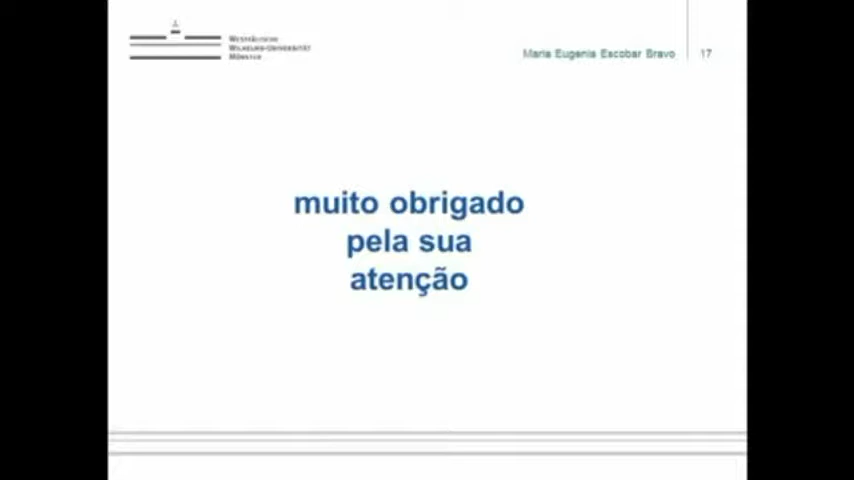 Westfälische
Wilhelms-Universität
Münster
Maria Eugenia Escobar Bravo 17
muito obrigado
pela sua
atenção